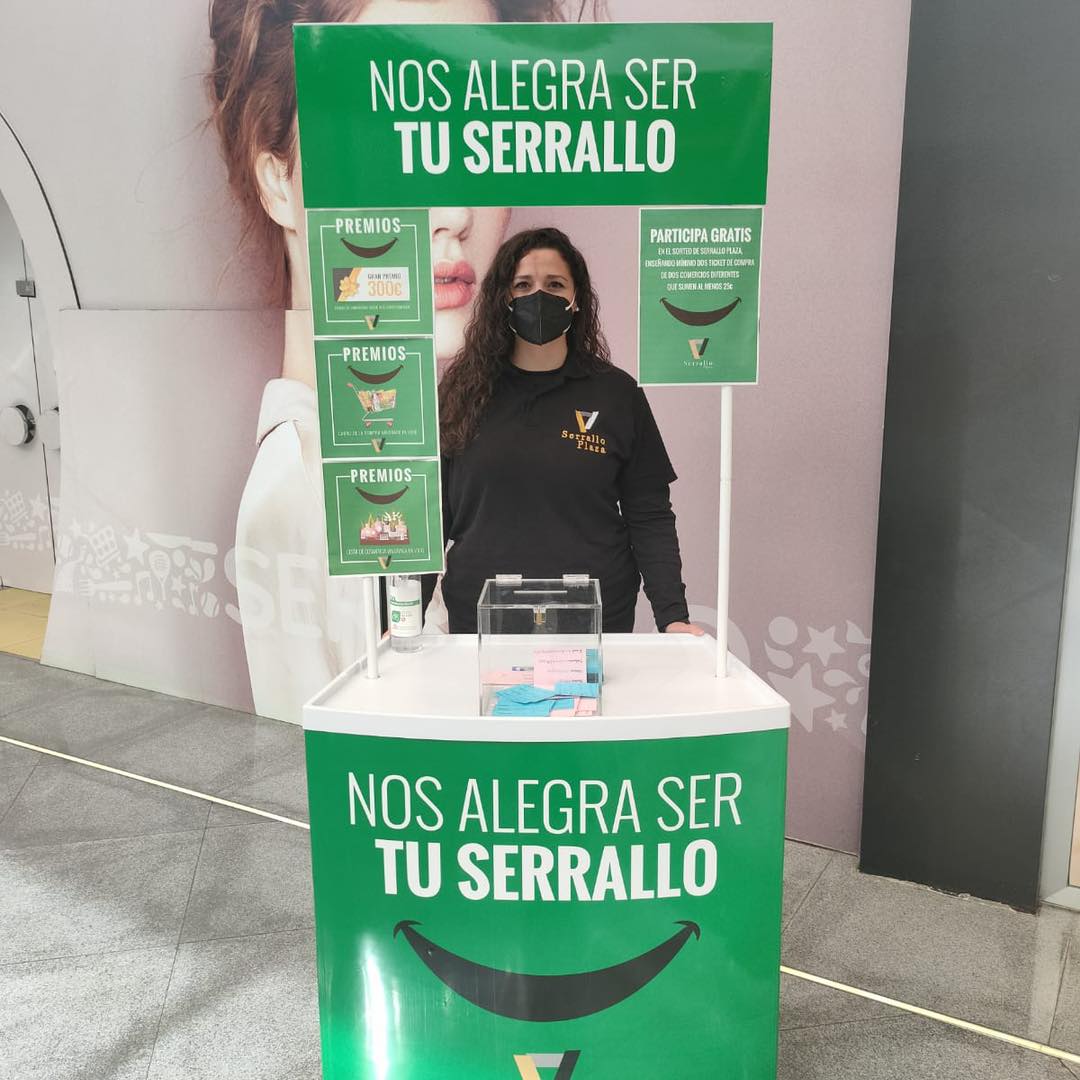 NOS ALEGRA SER
TU SERRALLO
PREMIOS
GRAN PREMIO
300€
PREMIOS
PREMIOS
PARTICIPA GRATIS
EN EL SORTEO DE SERRALLO PLAZA,
ENSEÑANDO MÍNIMO DOS TICKET DE COMPRA
DE DOS COMERCIOS DIFERENTES
QUE SUMEN AL MENOS 25€
Serrallo
Serrallo
Plaza
SE
NOS ALEGRA SER
TU SERRALLO